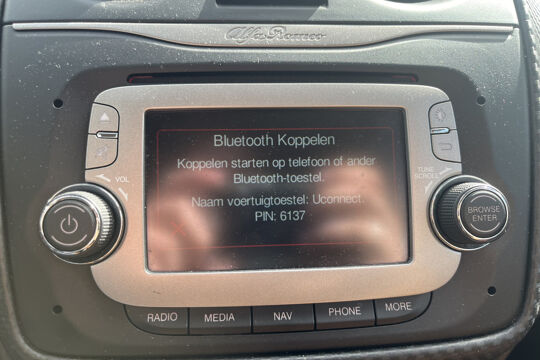 Alfa Romeo
Bluetooth Koppelen
Koppelen starten op telefoon of ander
Bluetooth-toestel.
Naam voertuigtoestel: Uconnect.
PIN: 6137
VOL
TUNE
SCROLL
BROWSE
ENTER
RADIO
MEDIA
NAV
PHONE
MORE